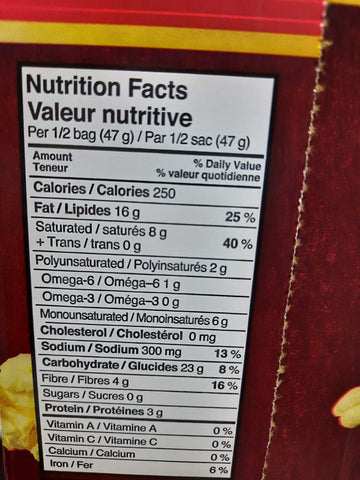 Nutrition Facts
Valeur nutritive
Per 1/2 bag (47 g) / Par 1/2 sac (47 g)
Amount % Daily Value
Teneur % valeur quotidienne
Calories / Calories 250
Fat / Lipides 16 g 25 %
Saturated / saturés 8 g
+ Trans / trans 0 g 40 %
Polyunsaturated / Polyinsaturés 2 g
Omega-6 / Oméga-6 1 g
Omega-3 / Oméga-3 0 g
Monounsaturated / Monoinsaturés 6 g
Cholesterol / Cholestérol 0 mg
Sodium / Sodium 300 mg 13 %
Carbohydrate / Glucides 23 g 8 %
Fibre / Fibres 4 g 16 %
Sugars / Sucres 0 g
Protein / Protéines 3 g
Vitamin A / Vitamine A 0 %
Vitamin C / Vitamine C 0 %
Calcium / Calcium 0 %
Iron / Fer 6 %